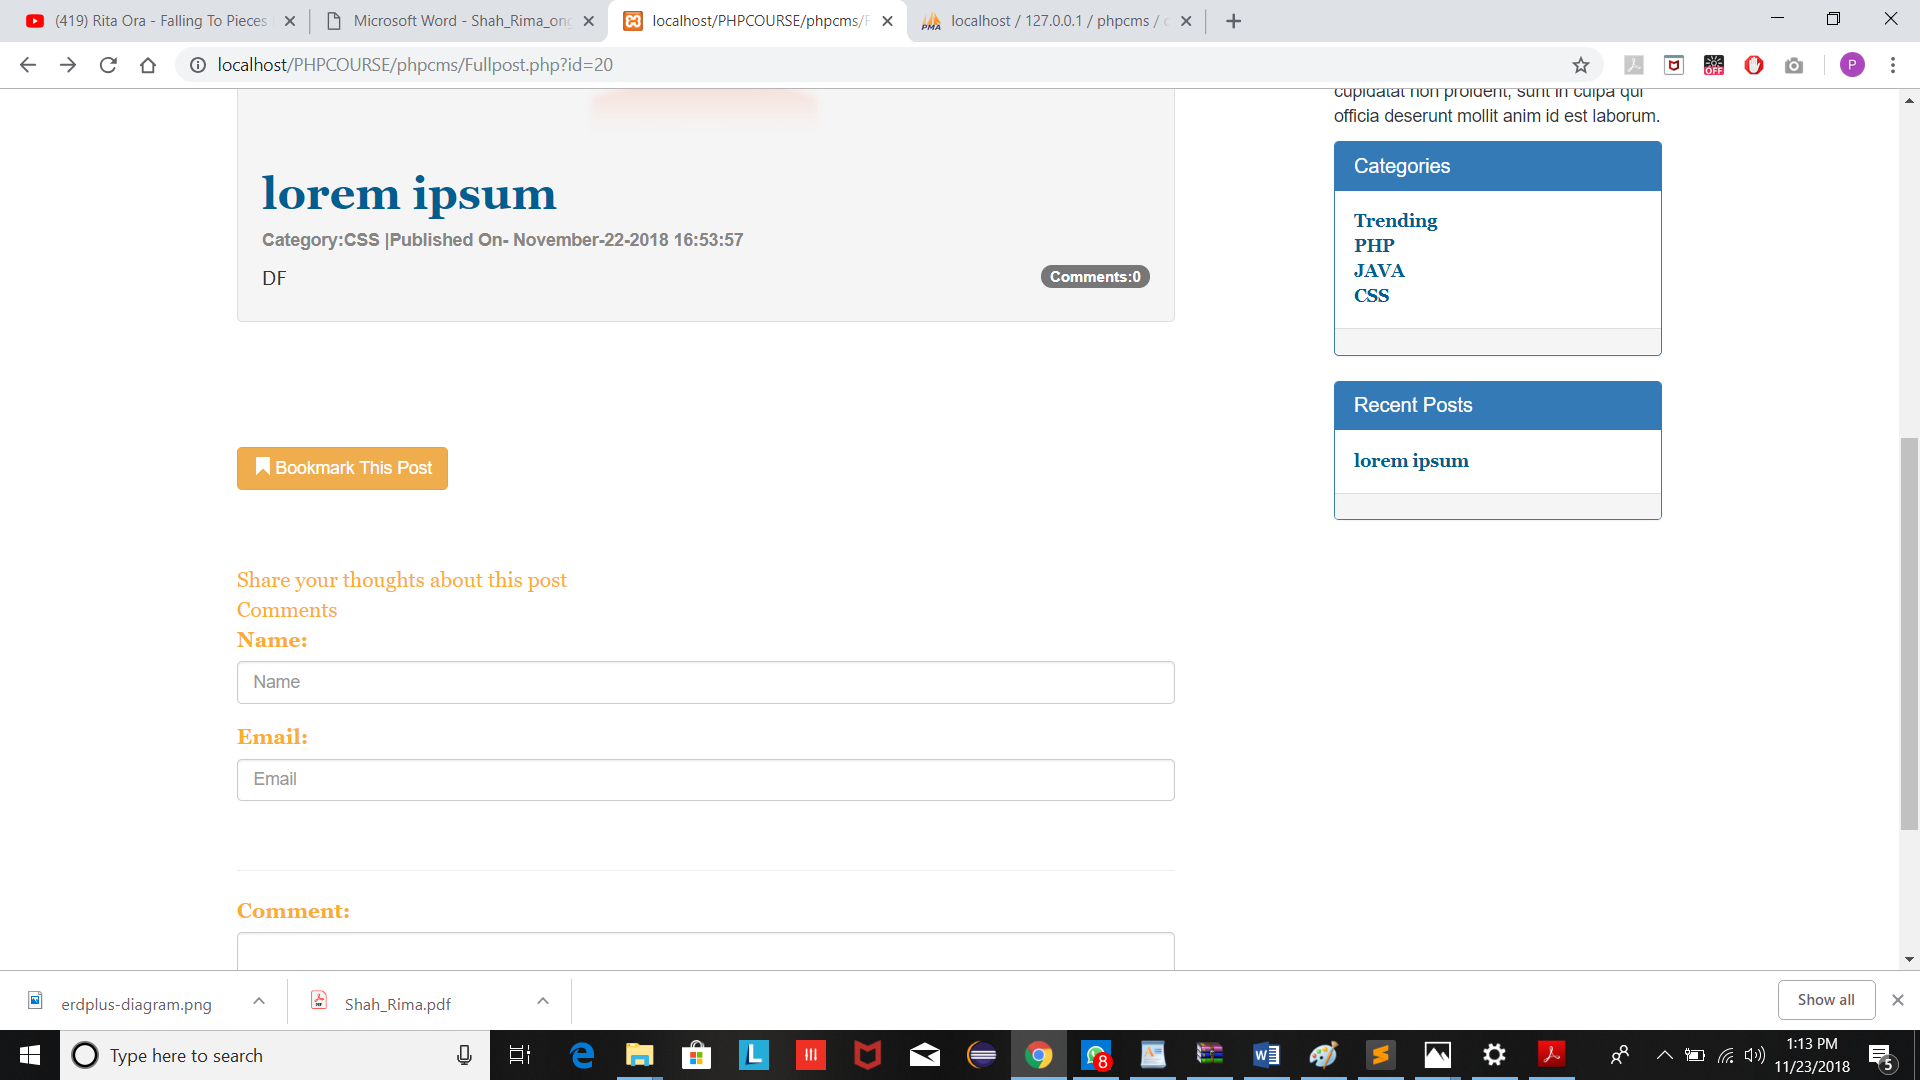 (419) Rita Ora - Falling To Pieces
Microsoft Word - Shah_Rima_on
localhost/PHPCOURSE/phpcms/F
localhost / 127.0.0.1 / phpcms / c
localhost/PHPCOURSE/phpcms/Fullpost.php?id=20
OFF
P
cupidatat non proident, sunt in culpa qui
officia deserunt mollit anim id est laborum.
lorem ipsum
Category:CSS |Published On- November-22-2018 16:53:57
DF
Comments:0
Categories
Trending
PHP
JAVA
CSS
Recent Posts
lorem ipsum
Bookmark This Post
Share your thoughts about this post
Comments
Name:
Name
Email:
Email
Comment:
erdplus-diagram.png
Shah_Rima.pdf
Show all
Type here to search
8
1:13 PM
11/23/2018
5